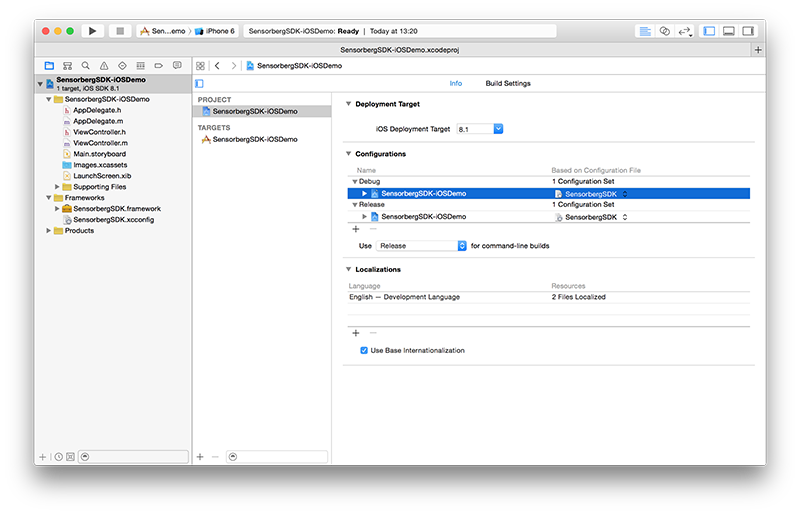 Sen...emo
iPhone 6
SensorbergSDK-iOSDemo: Ready | Today at 13:20
SensorbergSDK-iOSDemo.xcodeproj
SensorbergSDK-iOSDemo
1 target, iOS SDK 8.1
SensorbergSDK-iOSDemo
AppDelegate.h
AppDelegate.m
ViewController.h
ViewController.m
Main.storyboard
Images.xcassets
LaunchScreen.xib
Supporting Files
Frameworks
SensorbergSDK.framework
SensorbergSDK.xcconfig
Products
SensorbergSDK-iOSDemo
Info
Build Settings
PROJECT
SensorbergSDK-iOSDemo
TARGETS
SensorbergSDK-iOSDemo
Deployment Target
iOS Deployment Target 8.1
Configurations
Name Based on Configuration File
Debug 1 Configuration Set
SensorbergSDK-iOSDemo SensorbergSDK
Release 1 Configuration Set
SensorbergSDK-iOSDemo SensorbergSDK
Use Release for command-line builds
Localizations
Language Resources
English — Development Language 2 Files Localized
Use Base Internationalization